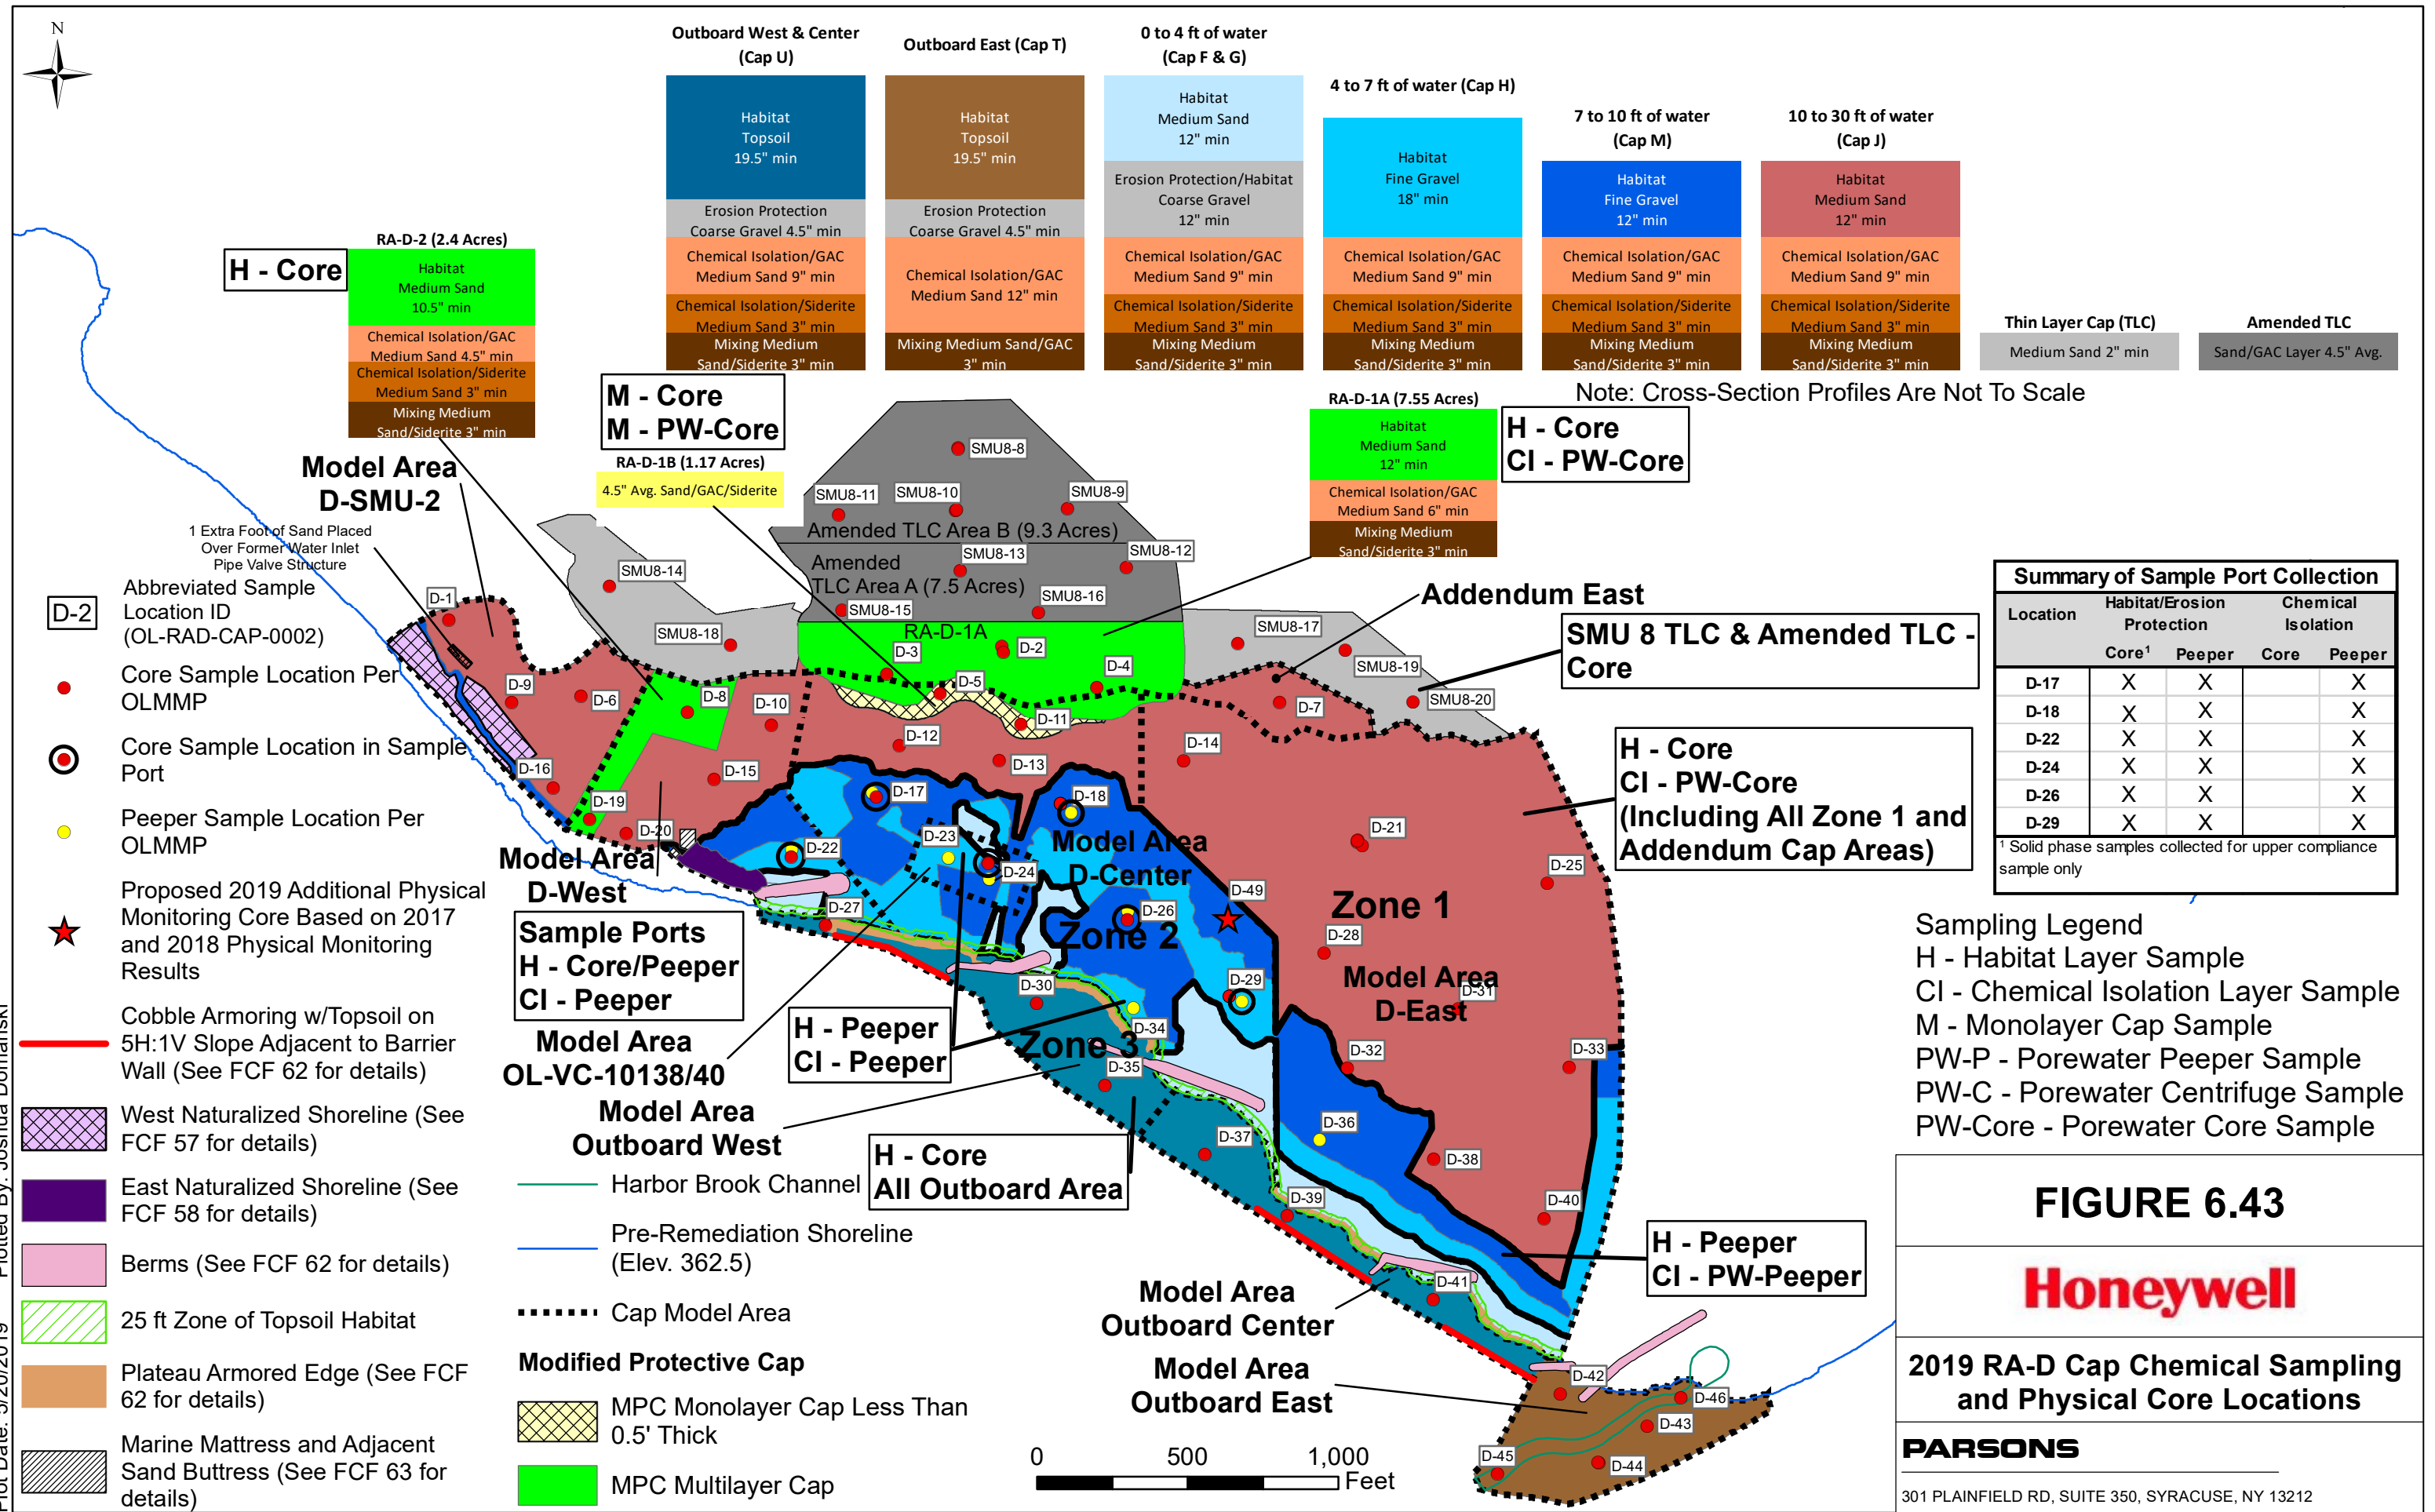 N
Outboard West & Center
(Cap U)
Habitat
Topsoil
19.5" min
Erosion Protection
Coarse Gravel 4.5" min
Chemical Isolation/GAC
Medium Sand 9" min
Chemical Isolation/Siderite
Medium Sand 3" min
Mixing Medium
Sand/Siderite 3" min
Outboard East (Cap T)
Habitat
Topsoil
19.5" min
Erosion Protection
Coarse Gravel 4.5" min
Chemical Isolation/GAC
Medium Sand 12" min
Mixing Medium Sand/GAC
3" min
0 to 4 ft of water
(Cap F & G)
Habitat
Medium Sand
12" min
Erosion Protection/Habitat
Coarse Gravel
12" min
Chemical Isolation/GAC
Medium Sand 9" min
Chemical Isolation/Siderite
Medium Sand 3" min
Mixing Medium
Sand/Siderite 3" min
4 to 7 ft of water (Cap H)
Habitat
Fine Gravel
18" min
Chemical Isolation/GAC
Medium Sand 9" min
Chemical Isolation/Siderite
Medium Sand 3" min
Mixing Medium
Sand/Siderite 3" min
7 to 10 ft of water
(Cap M)
Habitat
Fine Gravel
12" min
Chemical Isolation/GAC
Medium Sand 9" min
Chemical Isolation/Siderite
Medium Sand 3" min
Mixing Medium
Sand/Siderite 3" min
10 to 30 ft of water
(Cap J)
Habitat
Medium Sand
12" min
Chemical Isolation/GAC
Medium Sand 9" min
Chemical Isolation/Siderite
Medium Sand 3" min
Mixing Medium
Sand/Siderite 3" min
Thin Layer Cap (TLC)
Medium Sand 2" min
Amended TLC
Sand/GAC Layer 4.5" Avg.
Note: Cross-Section Profiles Are Not To Scale
H - Core
RA-D-2 (2.4 Acres)
Habitat
Medium Sand
10.5" min
Chemical Isolation/GAC
Medium Sand 4.5" min
Chemical Isolation/Siderite
Medium Sand 3" min
Mixing Medium
Sand/Siderite 3" min
M - Core
M - PW-Core
RA-D-1B (1.17 Acres)
4.5" Avg. Sand/GAC/Siderite
RA-D-1A (7.55 Acres)
Habitat
Medium Sand
12" min
Chemical Isolation/GAC
Medium Sand 6" min
Mixing Medium
Sand/Siderite 3" min
H - Core
CI - PW-Core
Model Area
D-SMU-2
1 Extra Foot of Sand Placed
Over Former Water Inlet
Pipe Valve Structure
SMU8-8
SMU8-11
SMU8-10
SMU8-9
Amended TLC Area B (9.3 Acres)
SMU8-13
SMU8-12
Amended
TLC Area A (7.5 Acres)
SMU8-14
SMU8-15
SMU8-16
SMU8-18
RA-D-1A
SMU8-17
SMU8-19
SMU8-20
Addendum East
SMU 8 TLC & Amended TLC -
Core
D-1
D-3
D-2
D-4
D-5
D-9
D-6
D-8
D-10
D-11
D-7
D-12
D-13
D-14
D-16
D-15
D-19
D-20
D-17
D-18
D-23
D-22
D-24
D-21
D-25
D-49
D-26
D-27
D-28
D-29
D-30
D-31
D-34
D-32
D-33
D-35
D-36
D-37
D-38
D-39
D-40
D-41
D-42
D-46
D-43
D-45
D-44
Model Area
D-West
Model Area
D-Center
Zone 1
Zone 2
Zone 3
Model Area
D-East
H - Core
CI - PW-Core
(Including All Zone 1 and
Addendum Cap Areas)
Sample Ports
H - Core/Peeper
CI - Peeper
H - Peeper
CI - Peeper
Model Area
OL-VC-10138/40
Model Area
Outboard West
H - Core
All Outboard Area
H - Peeper
CI - PW-Peeper
Model Area
Outboard Center
Model Area
Outboard East
0 500 1,000
Feet
D-2
Abbreviated Sample
Location ID
(OL-RAD-CAP-0002)
Core Sample Location Per
OLMMP
Core Sample Location in Sample
Port
Peeper Sample Location Per
OLMMP
Proposed 2019 Additional Physical
Monitoring Core Based on 2017
and 2018 Physical Monitoring
Results
Cobble Armoring w/Topsoil on
5H:1V Slope Adjacent to Barrier
Wall (See FCF 62 for details)
West Naturalized Shoreline (See
FCF 57 for details)
East Naturalized Shoreline (See
FCF 58 for details)
Berms (See FCF 62 for details)
25 ft Zone of Topsoil Habitat
Plateau Armored Edge (See FCF
62 for details)
Marine Mattress and Adjacent
Sand Buttress (See FCF 63 for
details)
Harbor Brook Channel
Pre-Remediation Shoreline
(Elev. 362.5)
Cap Model Area
Modified Protective Cap
MPC Monolayer Cap Less Than
0.5' Thick
MPC Multilayer Cap
Summary of Sample Port Collection
Location Habitat/Erosion Protection Chemical Isolation
Core¹ Peeper Core Peeper
D-17 X X X
D-18 X X X
D-22 X X X
D-24 X X X
D-26 X X X
D-29 X X X
¹ Solid phase samples collected for upper compliance
sample only
Sampling Legend
H - Habitat Layer Sample
CI - Chemical Isolation Layer Sample
M - Monolayer Cap Sample
PW-P - Porewater Peeper Sample
PW-C - Porewater Centrifuge Sample
PW-Core - Porewater Core Sample
FIGURE 6.43
Honeywell
2019 RA-D Cap Chemical Sampling
and Physical Core Locations
PARSONS
301 PLAINFIELD RD, SUITE 350, SYRACUSE, NY 13212
Plot Date: 5/20/2019 Plotted By: Joshua Domanski